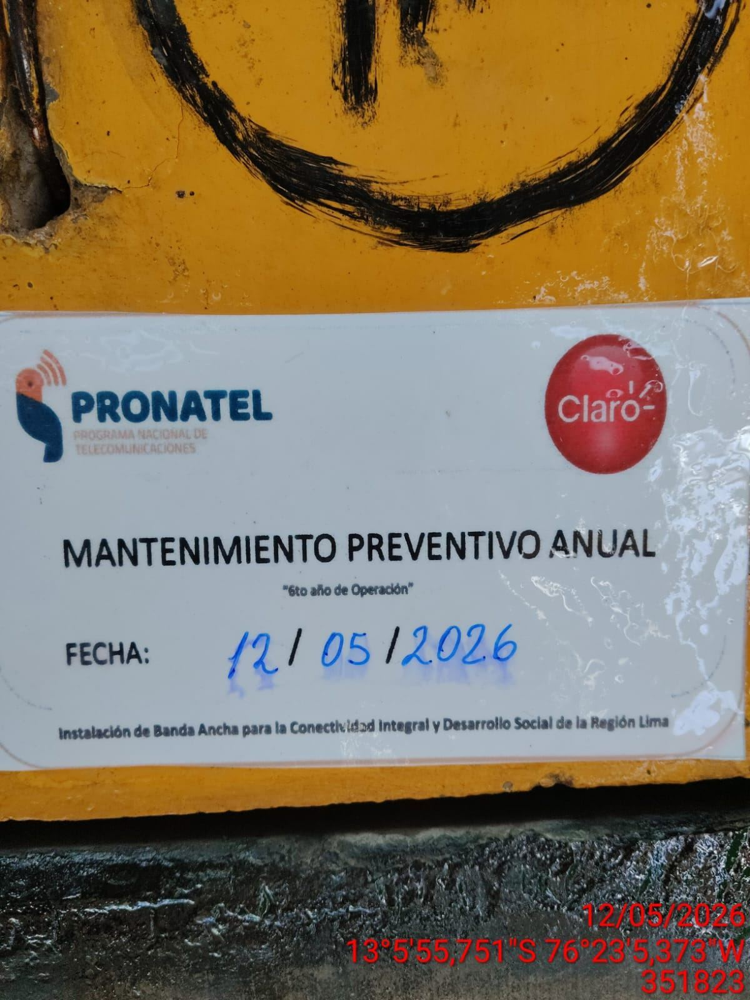 PRONATEL
PROGRAMA NACIONAL DE
TELECOMUNICACIONES
Claro
MANTENIMIENTO PREVENTIVO ANUAL
"6to año de Operación"
FECHA: 12 / 05 / 2026
Instalación de Banda Ancha para la Conectividad Integral y Desarrollo Social de la Región Lima
12/05/2026
13°5'55,751"S 76°23'5,373"W
351823